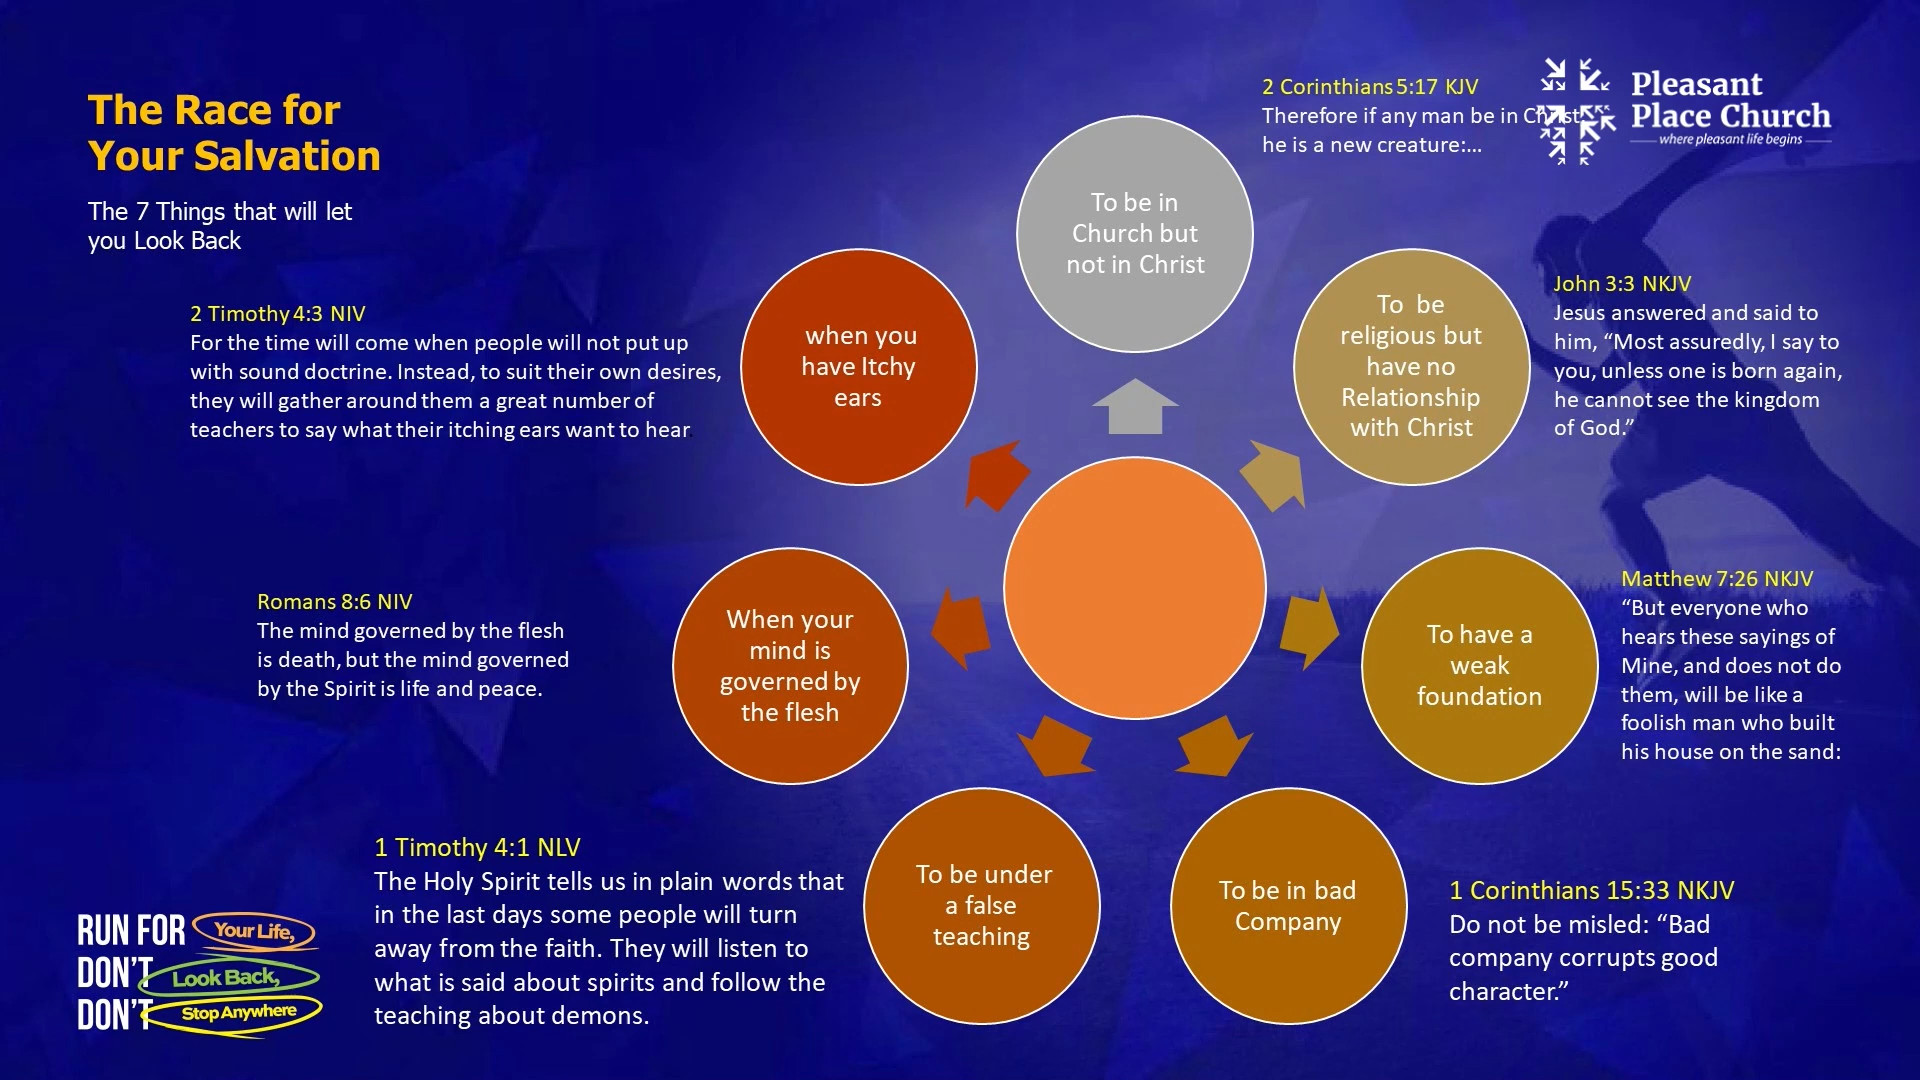 The Race for
Your Salvation
The 7 Things that will let
you Look Back
2 Corinthians 5:17 KJV
Therefore if any man be in Christ,
he is a new creature:...
Pleasant
Place Church
where pleasant life begins
To be in
Church but
not in Christ
To be
religious but
have no
Relationship
with Christ
John 3:3 NKJV
Jesus answered and said to
him, “Most assuredly, I say to
you, unless one is born again,
he cannot see the kingdom
of God.”
To have a
weak
foundation
Matthew 7:26 NKJV
“But everyone who
hears these sayings of
Mine, and does not do
them, will be like a
foolish man who built
his house on the sand:
To be in bad
Company
1 Corinthians 15:33 NKJV
Do not be misled: “Bad
company corrupts good
character.”
To be under
a false
teaching
1 Timothy 4:1 NLV
The Holy Spirit tells us in plain words that
in the last days some people will turn
away from the faith. They will listen to
what is said about spirits and follow the
teaching about demons.
When your
mind is
governed by
the flesh
Romans 8:6 NIV
The mind governed by the flesh
is death, but the mind governed
by the Spirit is life and peace.
when you
have Itchy
ears
2 Timothy 4:3 NIV
For the time will come when people will not put up
with sound doctrine. Instead, to suit their own desires,
they will gather around them a great number of
teachers to say what their itching ears want to hear.
RUN FOR Your Life,
DON'T Look Back,
DON'T Stop Anywhere